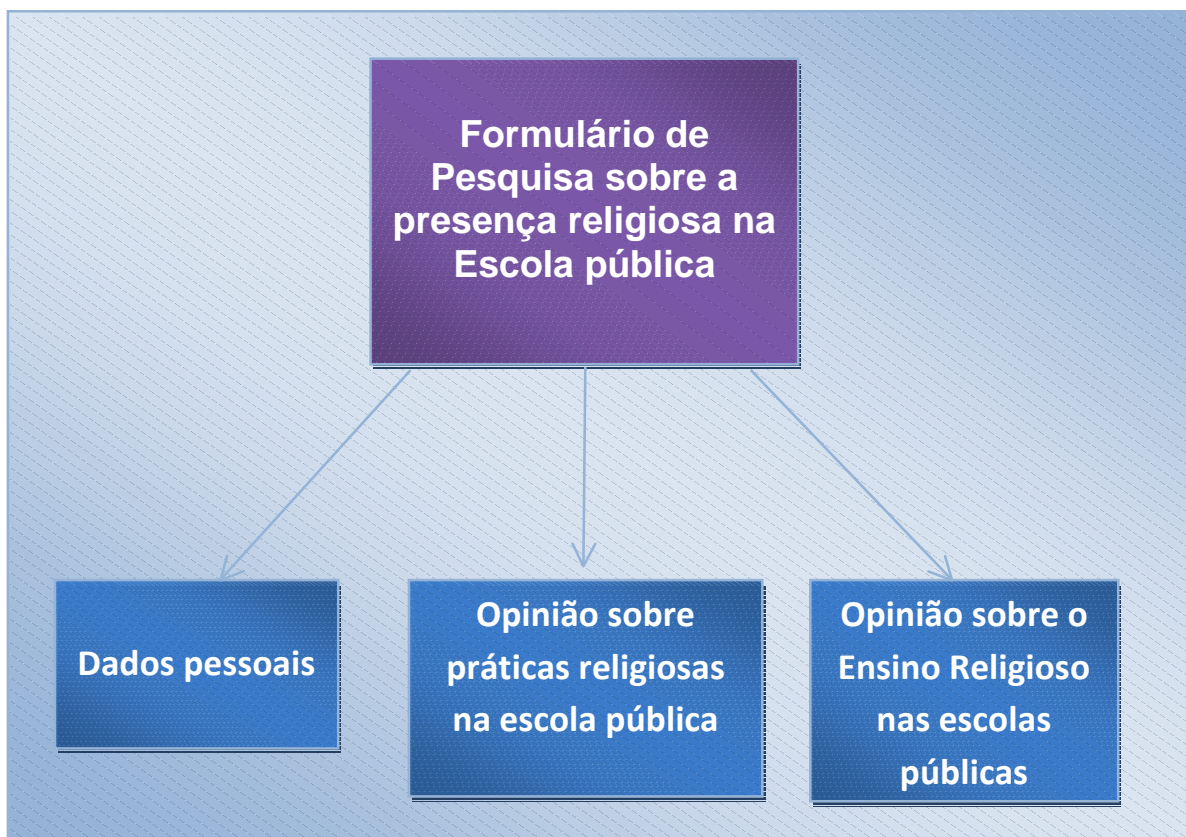 Formulário de
Pesquisa sobre a
presença religiosa na
Escola pública
Dados pessoais
Opinião sobre
práticas religiosas
na escola pública
Opinião sobre o
Ensino Religioso
nas escolas
públicas